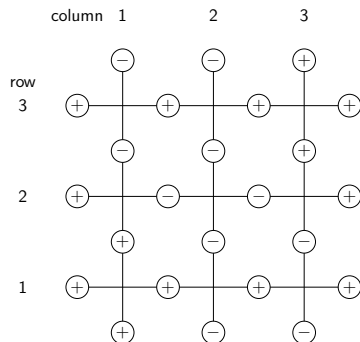 column 1 2 3
− − +
row
3 + + + +
− − +
2 + − − +
+ − −
1 + + + +
+ − −